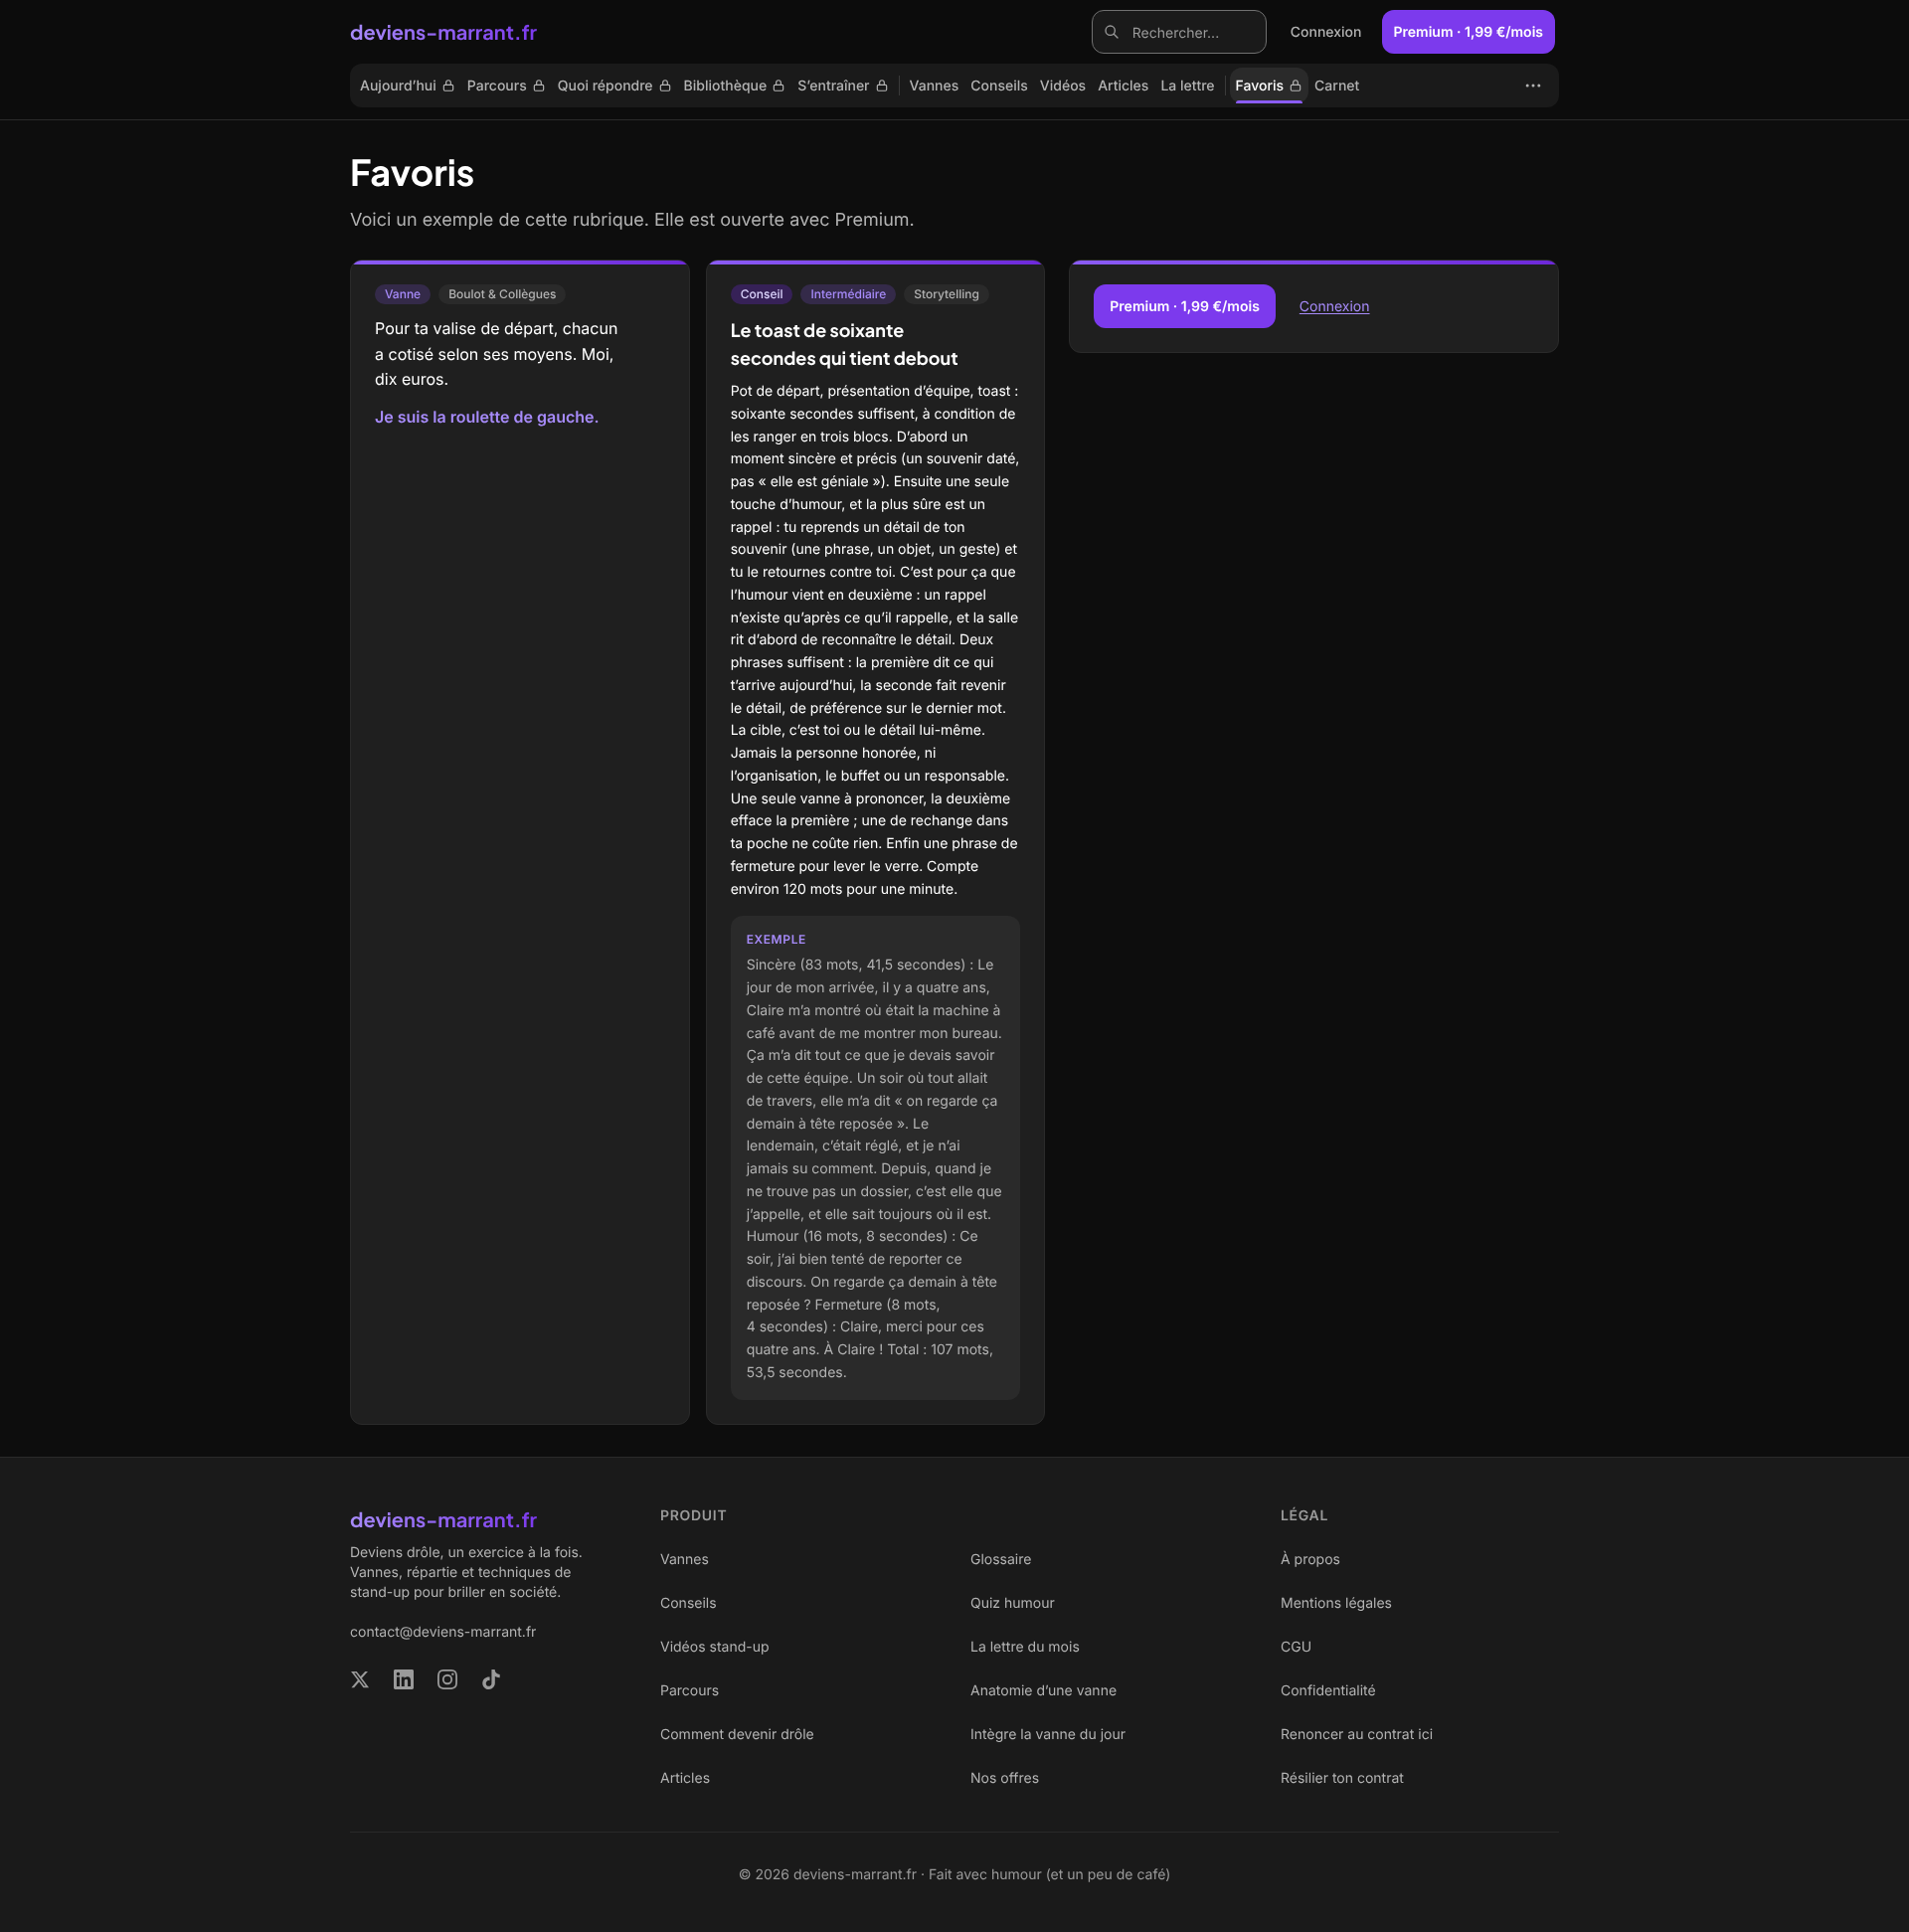 deviens-marrant.fr
Rechercher...
Connexion
Premium · 1,99 €/mois
Aujourd’hui
Parcours
Quoi répondre
Bibliothèque
S’entraîner
Vannes
Conseils
Vidéos
Articles
La lettre
Favoris
Carnet
Favoris
Voici un exemple de cette rubrique. Elle est ouverte avec Premium.
Vanne
Boulot & Collègues
Pour ta valise de départ, chacun
a cotisé selon ses moyens. Moi,
dix euros.
Je suis la roulette de gauche.
Conseil
Intermédiaire
Storytelling
Le toast de soixante
secondes qui tient debout
Pot de départ, présentation d’équipe, toast :
soixante secondes suffisent, à condition de
les ranger en trois blocs. D’abord un
moment sincère et précis (un souvenir daté,
pas « elle est géniale »). Ensuite une seule
touche d’humour, et la plus sûre est un
rappel : tu reprends un détail de ton
souvenir (une phrase, un objet, un geste) et
tu le retournes contre toi. C’est pour ça que
l’humour vient en deuxième : un rappel
n’existe qu’après ce qu’il rappelle, et la salle
rit d’abord de reconnaître le détail. Deux
phrases suffisent : la première dit ce qui
t’arrive aujourd’hui, la seconde fait revenir
le détail, de préférence sur le dernier mot.
La cible, c’est toi ou le détail lui-même.
Jamais la personne honorée, ni
l’organisation, le buffet ou un responsable.
Une seule vanne à prononcer, la deuxième
efface la première ; une de rechange dans
ta poche ne coûte rien. Enfin une phrase de
fermeture pour lever le verre. Compte
environ 120 mots pour une minute.
EXEMPLE
Sincère (83 mots, 41,5 secondes) : Le
jour de mon arrivée, il y a quatre ans,
Claire m’a montré où était la machine à
café avant de me montrer mon bureau.
Ça m’a dit tout ce que je devais savoir
de cette équipe. Un soir où tout allait
de travers, elle m’a dit « on regarde ça
demain à tête reposée ». Le
lendemain, c’était réglé, et je n’ai
jamais su comment. Depuis, quand je
ne trouve pas un dossier, c’est elle que
j’appelle, et elle sait toujours où il est.
Humour (16 mots, 8 secondes) : Ce
soir, j’ai bien tenté de reporter ce
discours. On regarde ça demain à tête
reposée ? Fermeture (8 mots,
4 secondes) : Claire, merci pour ces
quatre ans. À Claire ! Total : 107 mots,
53,5 secondes.
Premium · 1,99 €/mois
Connexion
deviens-marrant.fr
Deviens drôle, un exercice à la fois.
Vannes, répartie et techniques de
stand-up pour briller en société.
contact@deviens-marrant.fr
PRODUIT
Vannes
Conseils
Vidéos stand-up
Parcours
Comment devenir drôle
Articles
Glossaire
Quiz humour
La lettre du mois
Anatomie d’une vanne
Intègre la vanne du jour
Nos offres
LÉGAL
À propos
Mentions légales
CGU
Confidentialité
Renoncer au contrat ici
Résilier ton contrat
© 2026 deviens-marrant.fr · Fait avec humour (et un peu de café)